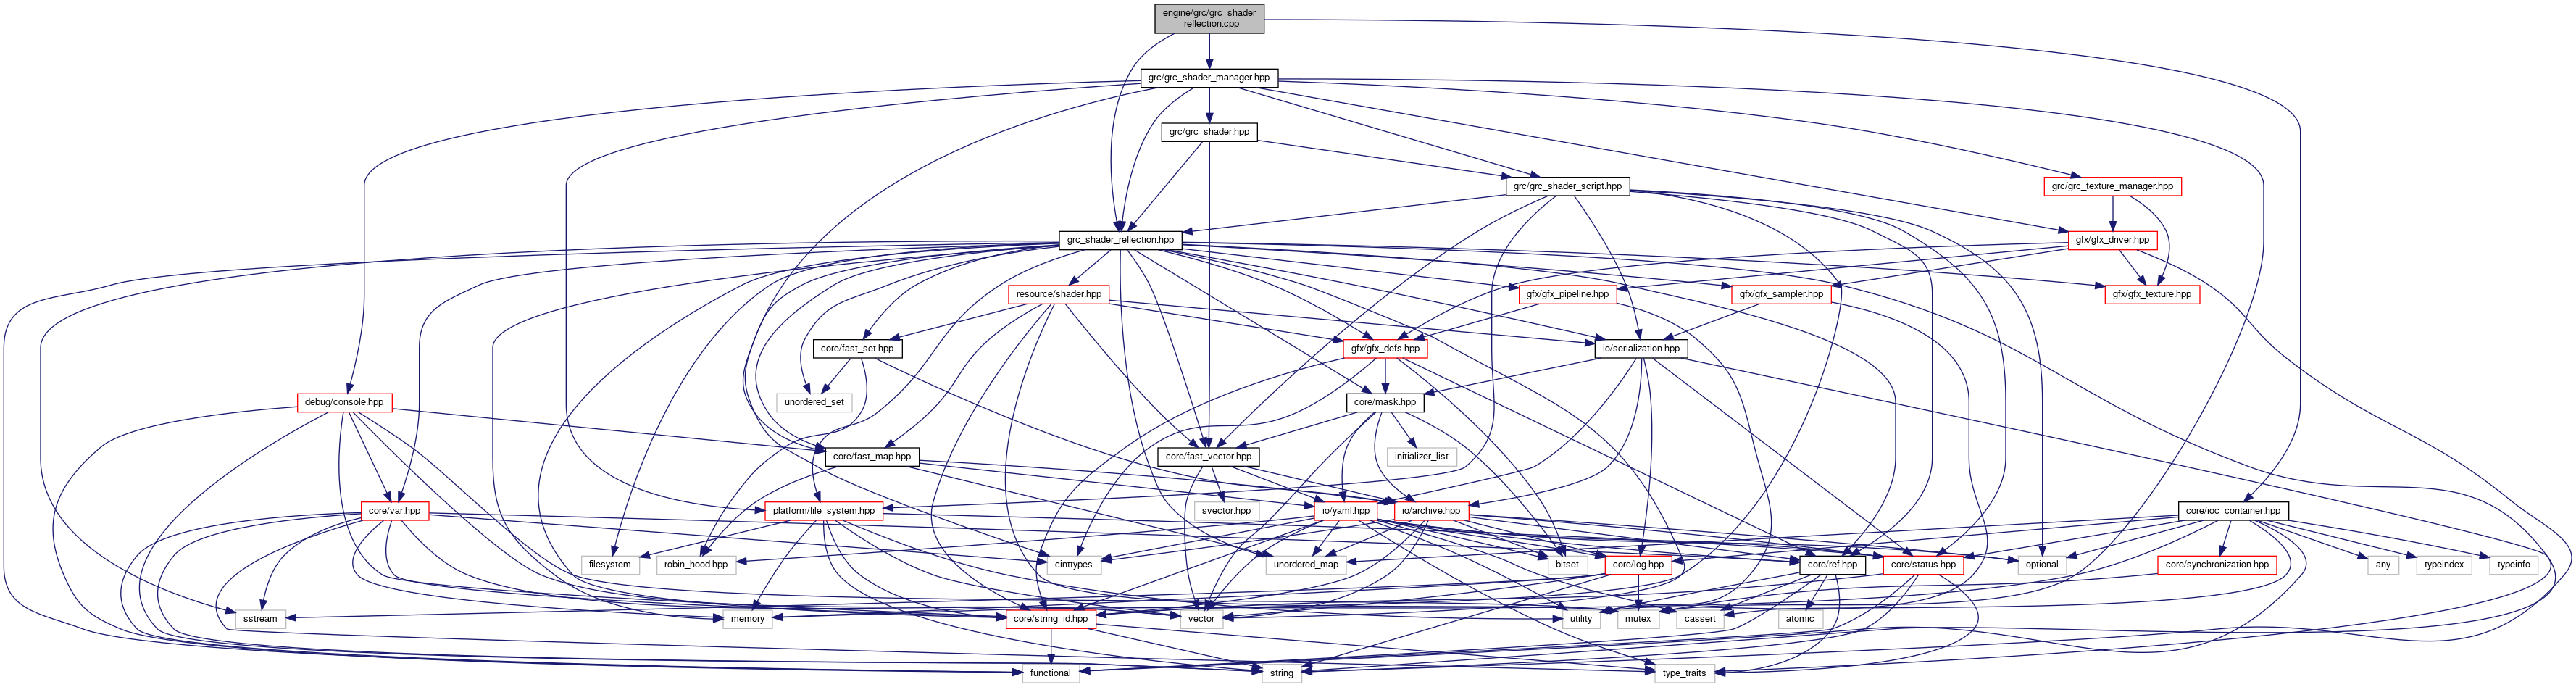 engine/grc/grc_shader
_reflection.cpp
grc/grc_shader_manager.hpp
grc/grc_shader.hpp
grc/grc_shader_script.hpp
grc/grc_texture_manager.hpp
grc_shader_reflection.hpp
gfx/gfx_driver.hpp
resource/shader.hpp
gfx/gfx_pipeline.hpp
gfx/gfx_sampler.hpp
gfx/gfx_texture.hpp
core/fast_set.hpp
gfx/gfx_defs.hpp
io/serialization.hpp
debug/console.hpp
unordered_set
core/mask.hpp
core/fast_map.hpp
core/fast_vector.hpp
initializer_list
core/var.hpp
platform/file_system.hpp
svector.hpp
io/yaml.hpp
io/archive.hpp
core/ioc_container.hpp
filesystem
robin_hood.hpp
cinttypes
unordered_map
bitset
core/log.hpp
core/ref.hpp
core/status.hpp
optional
core/synchronization.hpp
any
typeindex
typeinfo
sstream
memory
core/string_id.hpp
vector
utility
mutex
cassert
atomic
functional
string
type_traits